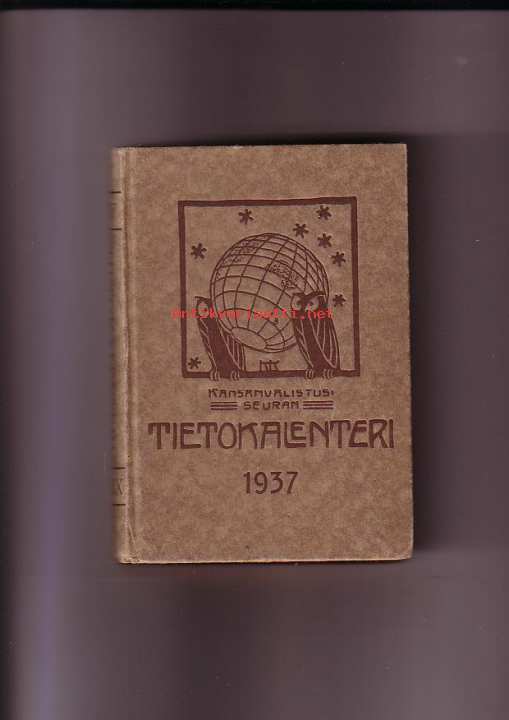 antikvariaatti.net
KANSANVALISTUS-
SEURAN
TIETOKALENTERI
1937